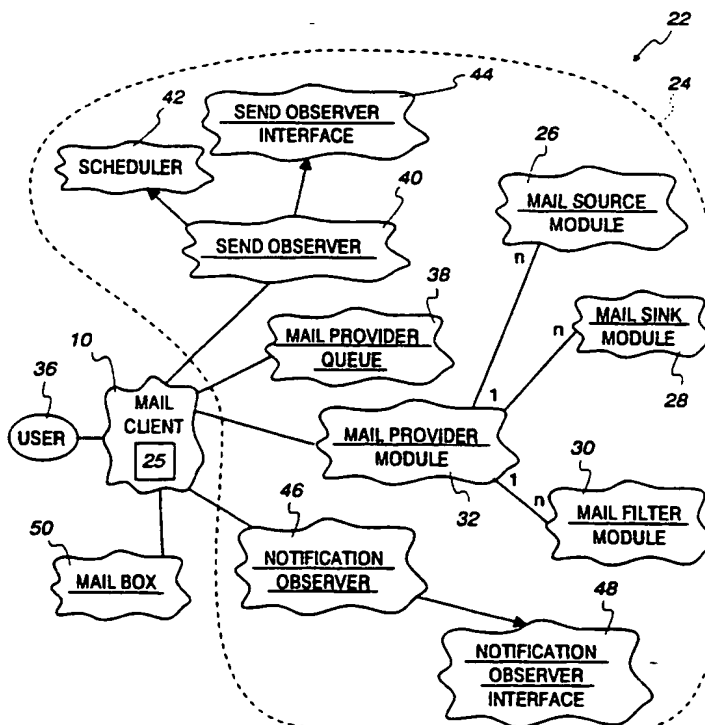 22
44
24
42
SEND OBSERVER
INTERFACE
26
SCHEDULER
MAIL SOURCE
MODULE
40
SEND OBSERVER
n
38
n
MAIL SINK
MODULE
10
MAIL PROVIDER
QUEUE
28
36
MAIL
CLIENT
1
USER
25
MAIL PROVIDER
MODULE
30
1
32
n
MAIL FILTER
MODULE
46
50
NOTIFICATION
OBSERVER
MAIL BOX
48
NOTIFICATION
OBSERVER
INTERFACE